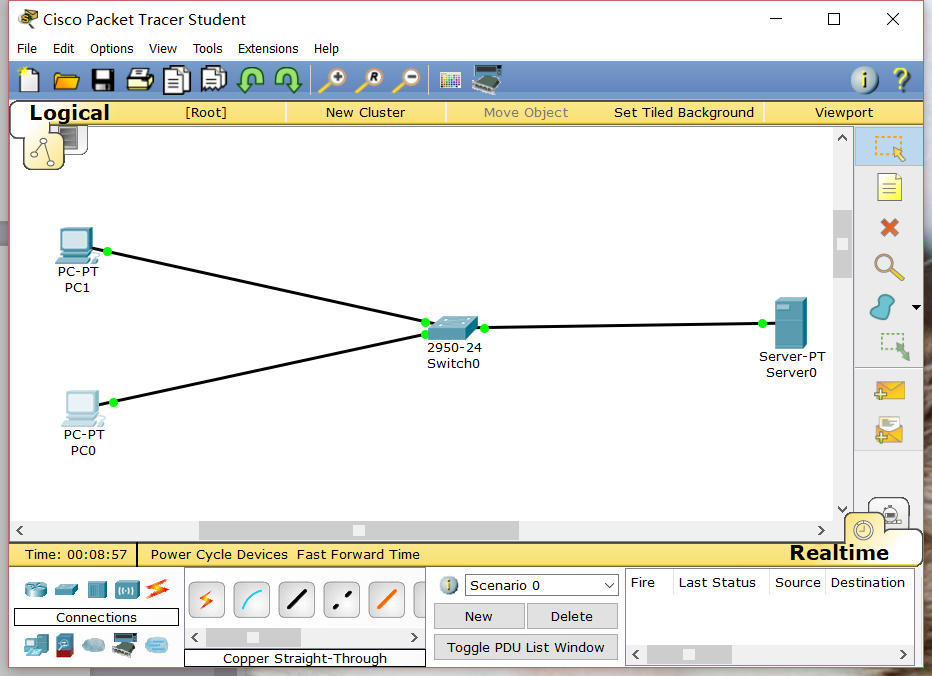 Cisco Packet Tracer Student
File Edit Options View Tools Extensions Help
Logical [Root] New Cluster Move Object Set Tiled Background Viewport
PC-PT
PC1
2950-24
Switch0
Server-PT
Server0
PC-PT
PC0
Time: 00:08:57 Power Cycle Devices Fast Forward Time Realtime
Connections
Copper Straight-Through
Scenario 0
New Delete
Toggle PDU List Window
Fire Last Status Source Destination